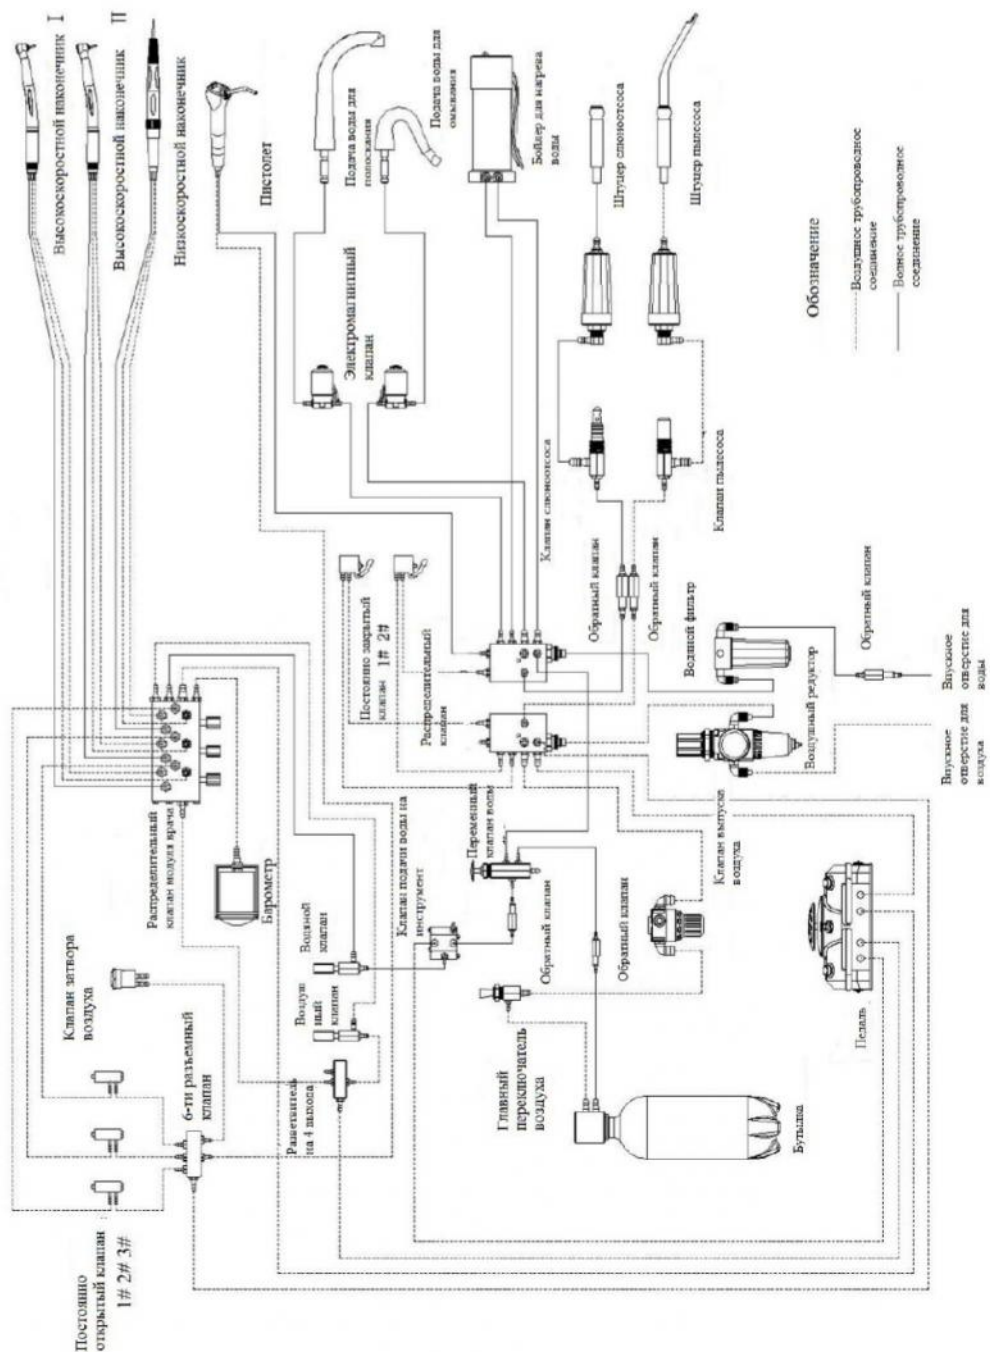 Высокоскоростной наконечник I
Высокоскоростной наконечник II
Низкоскоростной наконечник
Пистолет
Подача воды для
полоскания
Подача воды для
омывания
Бойлер для нагрева
воды
Штуцер слюноотсоса
Штуцер пылесоса
Обозначение
Воздушное трубопроводное
соединение
Водное трубопроводное
соединение
Электромагнитный
клапан
Клапан слюноотсоса
Клапан пылесоса
Обратный клапан
Обратный клапан
Постоянно закрытый
клапан 1# 2#
Распределительный
клапан
Водяной фильтр
Обратный клапан
Впускное
отверстие для
воды
Воздушный редуктор
Впускное
отверстие для
воздуха
Распределительный
клапан модуля врача
Барометр
Клапан подачи воды на
инструмент
Переменный
клапан воды
Клапан выпуска
воздуха
Обратный клапан
Обратный клапан
Водяной
клапан
Воздуш
ный
клапан
Клапан затвора
воздуха
6-ти разъемный
клапан
Разветвитель
на 4 выхода
Главный
переключатель
воздуха
Бутылка
Педаль
Постоянно
открытый клапан
1# 2# 3#